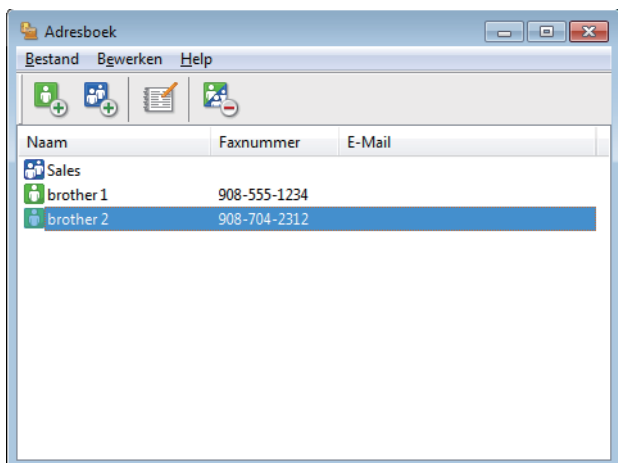 Adresboek
Bestand Bewerken Help
Naam Faxnummer E-Mail
Sales
brother 1 908-555-1234
brother 2 908-704-2312